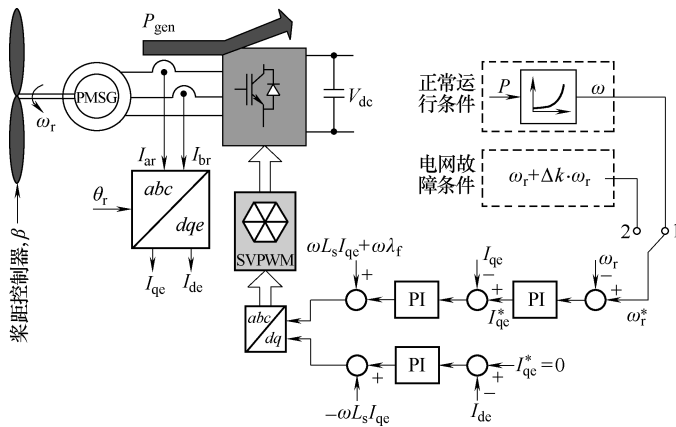 P_gen
PMSG
ω_r
V_dc
I_ar
I_br
θ_r
abc
dqe
I_qe
I_de
桨距控制器,β
SVPWM
abc
dq
正常运
行条件
P
ω
电网故
障条件
ω_r+Δk·ω_r
2
1
ωL_sI_qe+ωλ_f
+
PI
I_qe
−
+
I*_qe
PI
ω_r
−
+
ω*_r
−ωL_sI_qe
+
PI
I*_qe=0
+
−
I_de